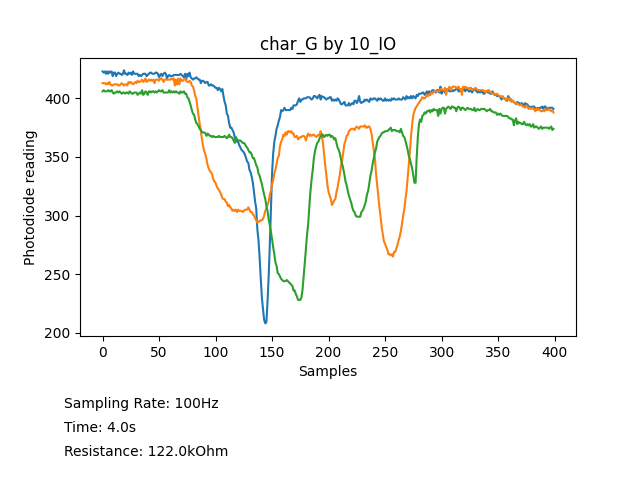 char_G by 10_IO
Photodiode reading
400
350
300
250
200
0 50 100 150 200 250 300 350 400
Samples
Sampling Rate: 100Hz
Time: 4.0s
Resistance: 122.0kOhm